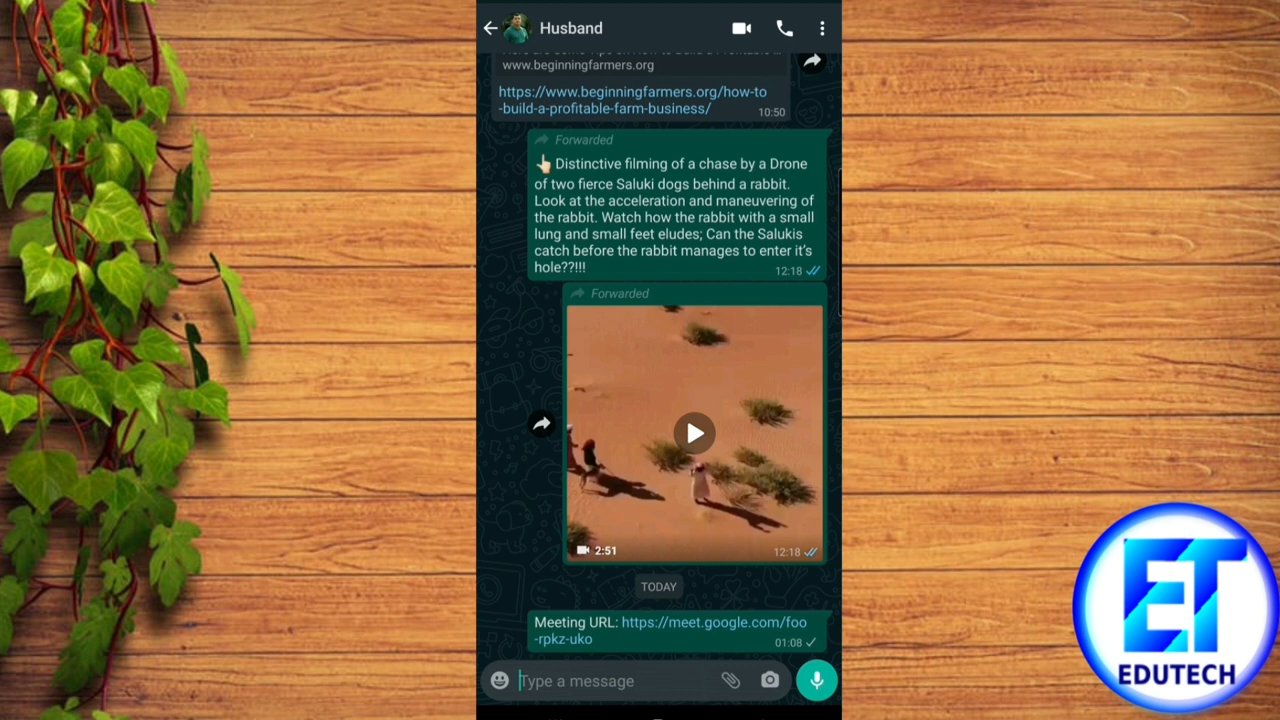 Husband
www.beginningfarmers.org
https://www.beginningfarmers.org/how-to
-build-a-profitable-farm-business/
10:50
Forwarded
👆🏻 Distinctive filming of a chase by a Drone
of two fierce Saluki dogs behind a rabbit.
Look at the acceleration and maneuvering of
the rabbit. Watch how the rabbit with a small
lung and small feet eludes; Can the Salukis
catch before the rabbit manages to enter it's
hole??!!!
12:18
Forwarded
2:51
12:18
TODAY
Meeting URL: https://meet.google.com/foo
-rpkz-uko
01:08
Type a message
ET
EDUTECH